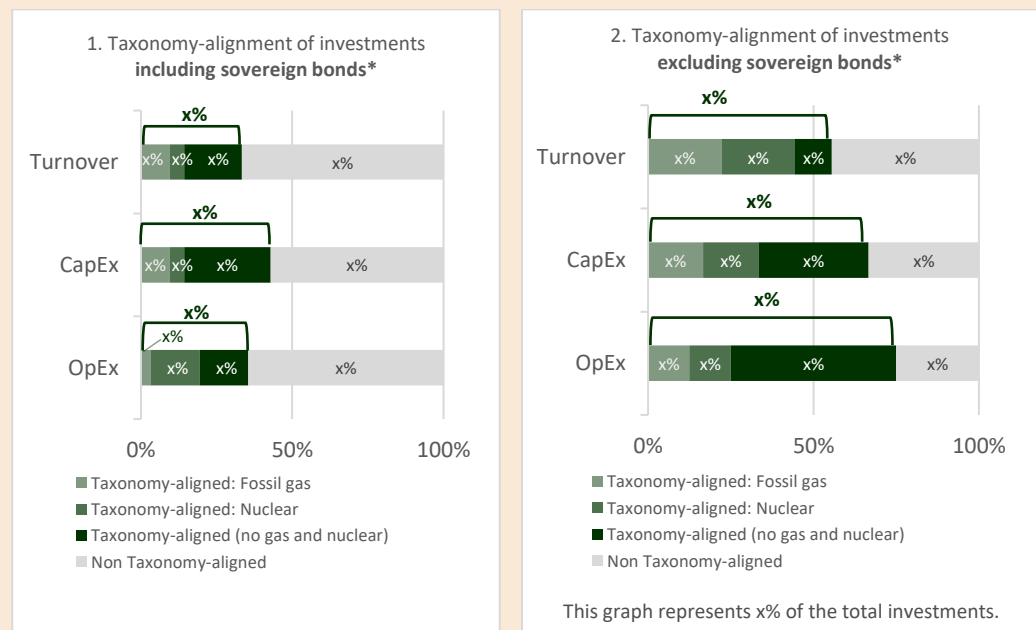 1. Taxonomy-alignment of investments
including sovereign bonds*
x%
Turnover
x% x% x% x%
x%
CapEx
x% x% x% x%
x%
x%
OpEx
x% x% x%
0% 50% 100%
Taxonomy-aligned: Fossil gas
Taxonomy-aligned: Nuclear
Taxonomy-aligned (no gas and nuclear)
Non Taxonomy-aligned
2. Taxonomy-alignment of investments
excluding sovereign bonds*
x%
Turnover
x% x% x% x%
x%
CapEx
x% x% x% x%
x%
OpEx
x% x% x% x%
0% 50% 100%
Taxonomy-aligned: Fossil gas
Taxonomy-aligned: Nuclear
Taxonomy-aligned (no gas and nuclear)
Non Taxonomy-aligned
This graph represents x% of the total investments.